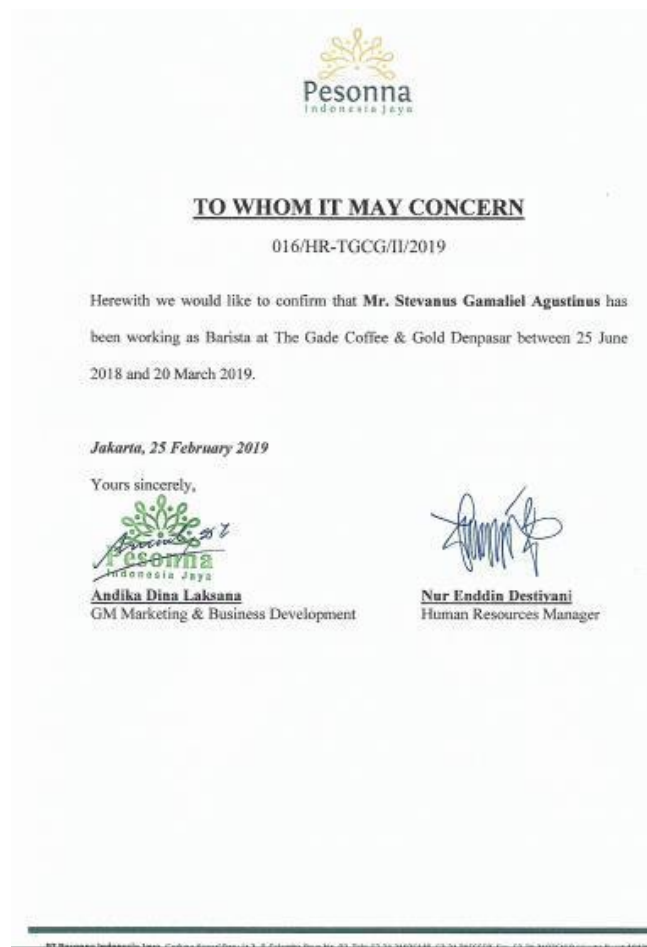 Pesonna
Indonesia Jaya
TO WHOM IT MAY CONCERN
016/HR-TGCG/II/2019
Herewith we would like to confirm that Mr. Stevanus Gamaliel Agustinus has
been working as Barista at The Gade Coffee & Gold Denpasar between 25 June
2018 and 20 March 2019.
Jakarta, 25 February 2019
Yours sincerely,
Pesonna
Indonesia Jaya
Andika Dina Laksana
GM Marketing & Business Development
Nur Enddin Destiyani
Human Resources Manager
PT Pesonna Indonesia Jaya